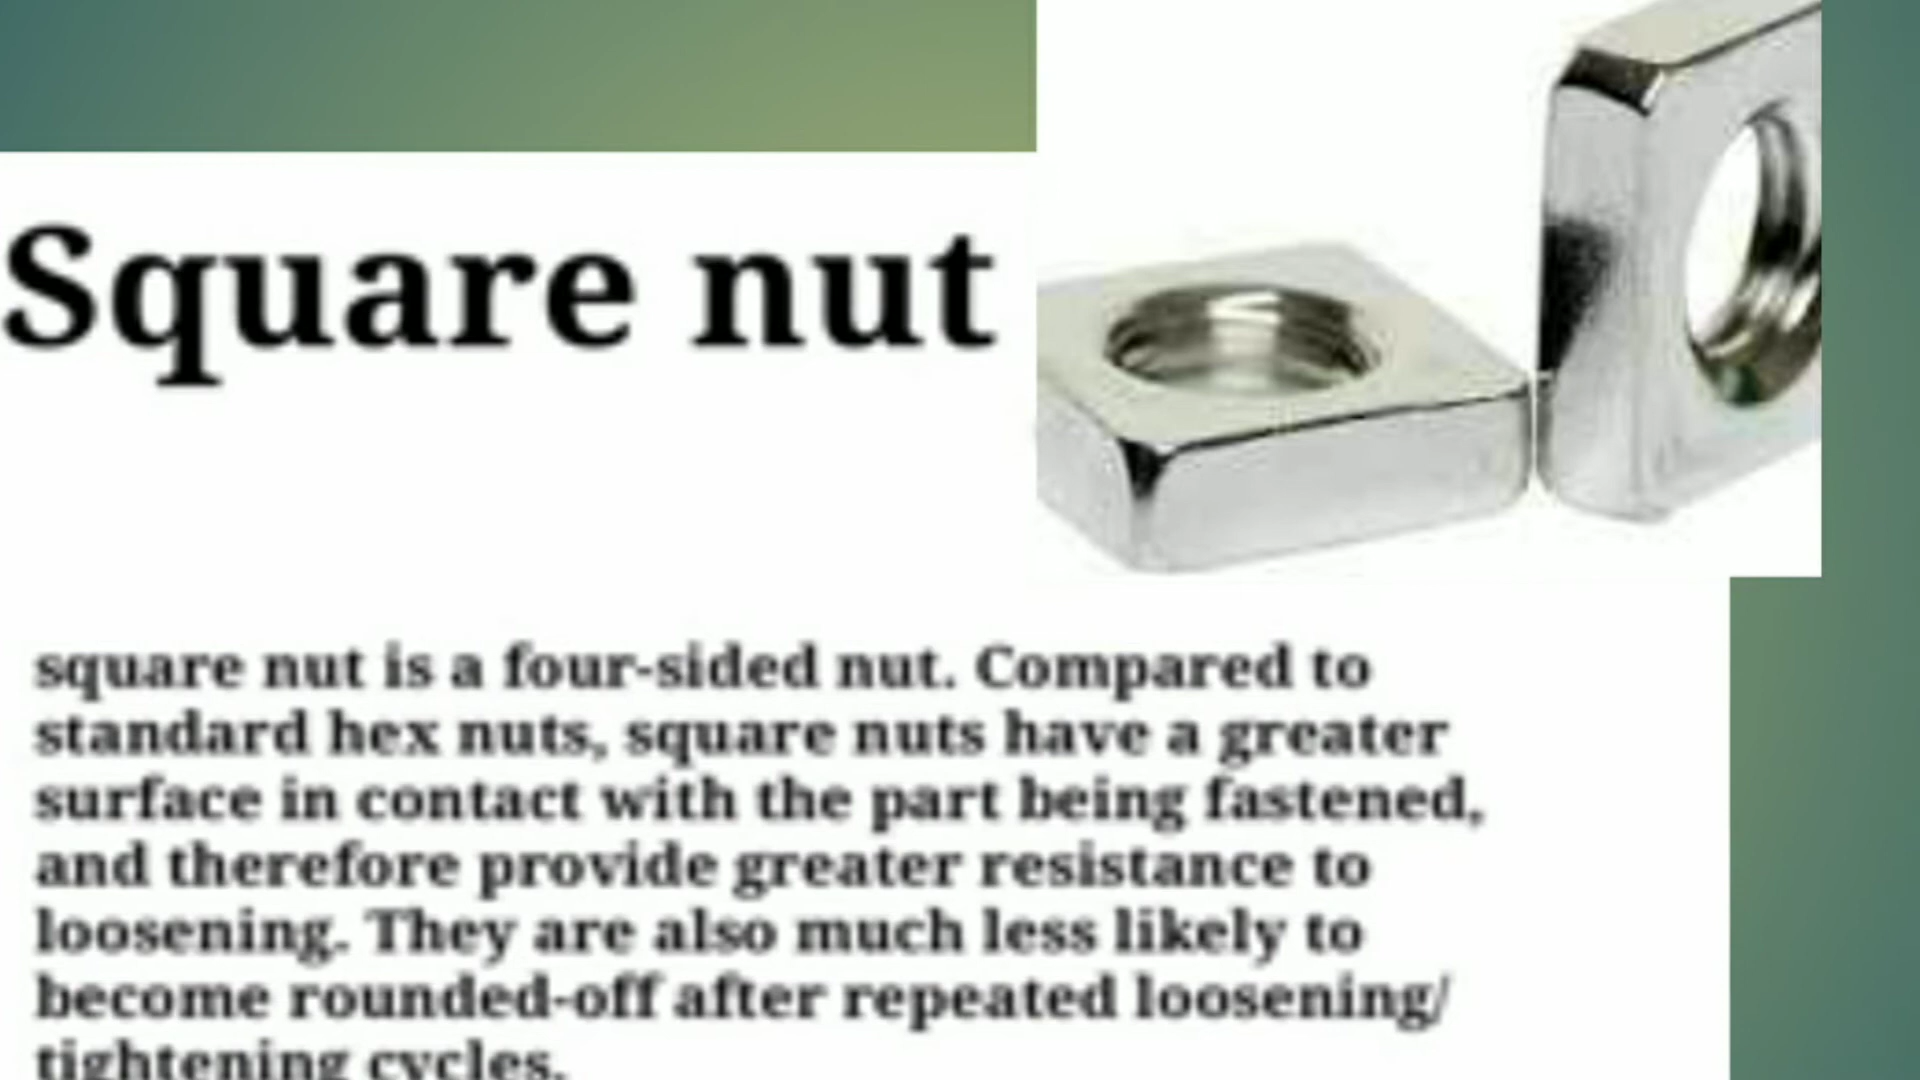 Square nut
square nut is a four-sided nut. Compared to
standard hex nuts, square nuts have a greater
surface in contact with the part being fastened,
and therefore provide greater resistance to
loosening. They are also much less likely to
become rounded-off after repeated loosening/
tightening cycles.